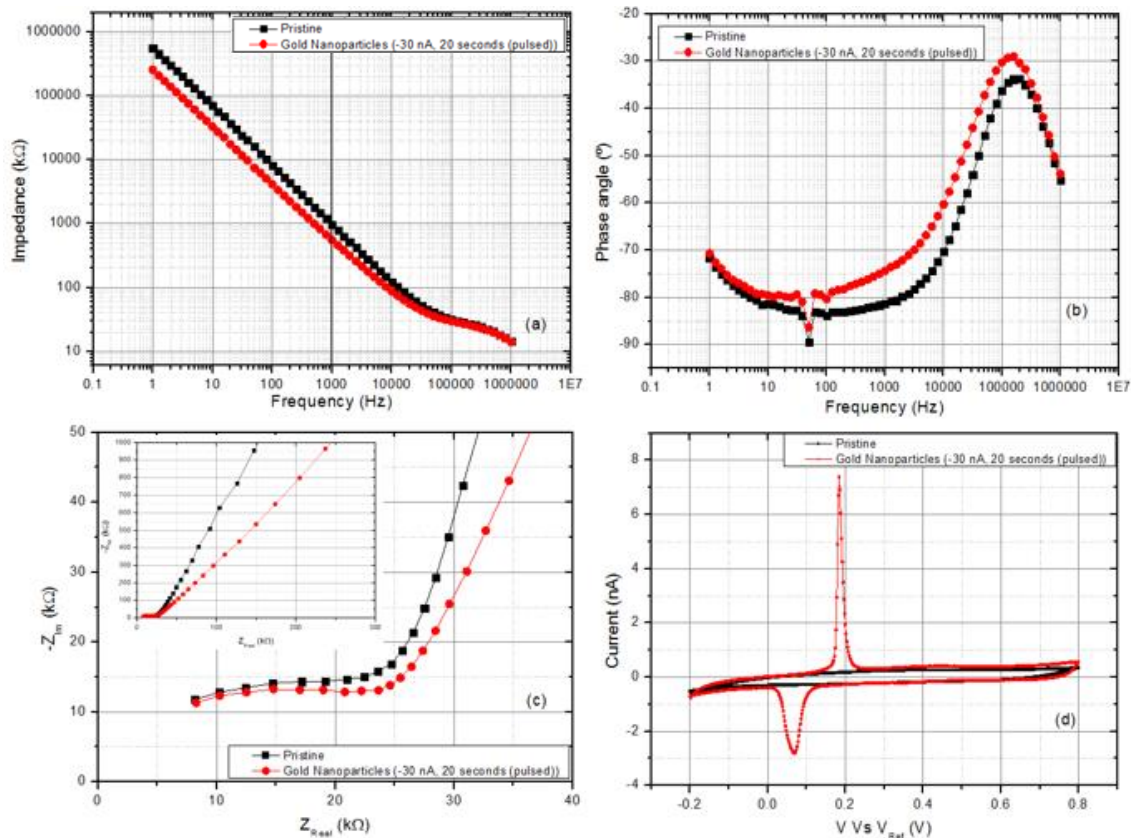 Pristine
Gold Nanoparticles (-30 nA, 20 seconds (pulsed))
Impedance (kΩ)
1000000
100000
10000
1000
100
10
(a)
0.1 1 10 100 1000 10000 100000 1000000 1E7
Frequency (Hz)
Pristine
Gold Nanoparticles (-30 nA, 20 seconds (pulsed))
Phase angle (º)
-20
-30
-40
-50
-60
-70
-80
-90
(b)
0.1 1 10 100 1000 10000 100000 1000000 1E7
Frequency (Hz)
-Z_Im (kΩ)
50
40
30
20
10
0
1000
900
800
700
600
500
400
300
200
100
0
0 100 200 300
Z_Real (kΩ)
(c)
Pristine
Gold Nanoparticles (-30 nA, 20 seconds (pulsed))
0 10 20 30 40
Z_Real (kΩ)
Pristine
Gold Nanoparticles (-30 nA, 20 seconds (pulsed))
Current (nA)
8
6
4
2
0
-2
-4
(d)
-0.2 0.0 0.2 0.4 0.6 0.8
V Vs V_Ref (V)